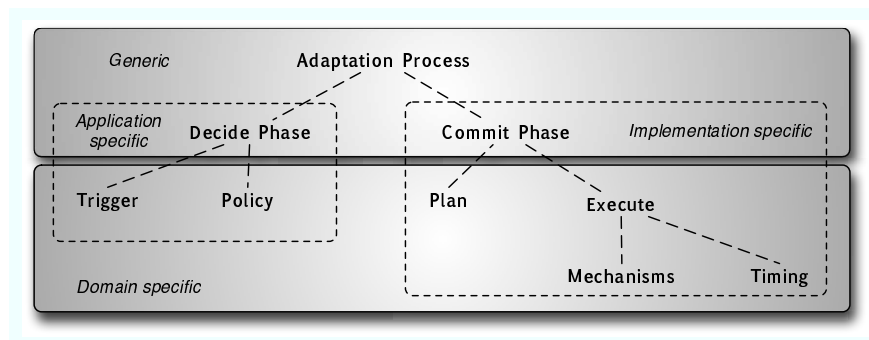 Generic
Adaptation Process
Application
specific
Decide Phase
Commit Phase
Implementation specific
Trigger
Policy
Plan
Execute
Mechanisms
Timing
Domain specific